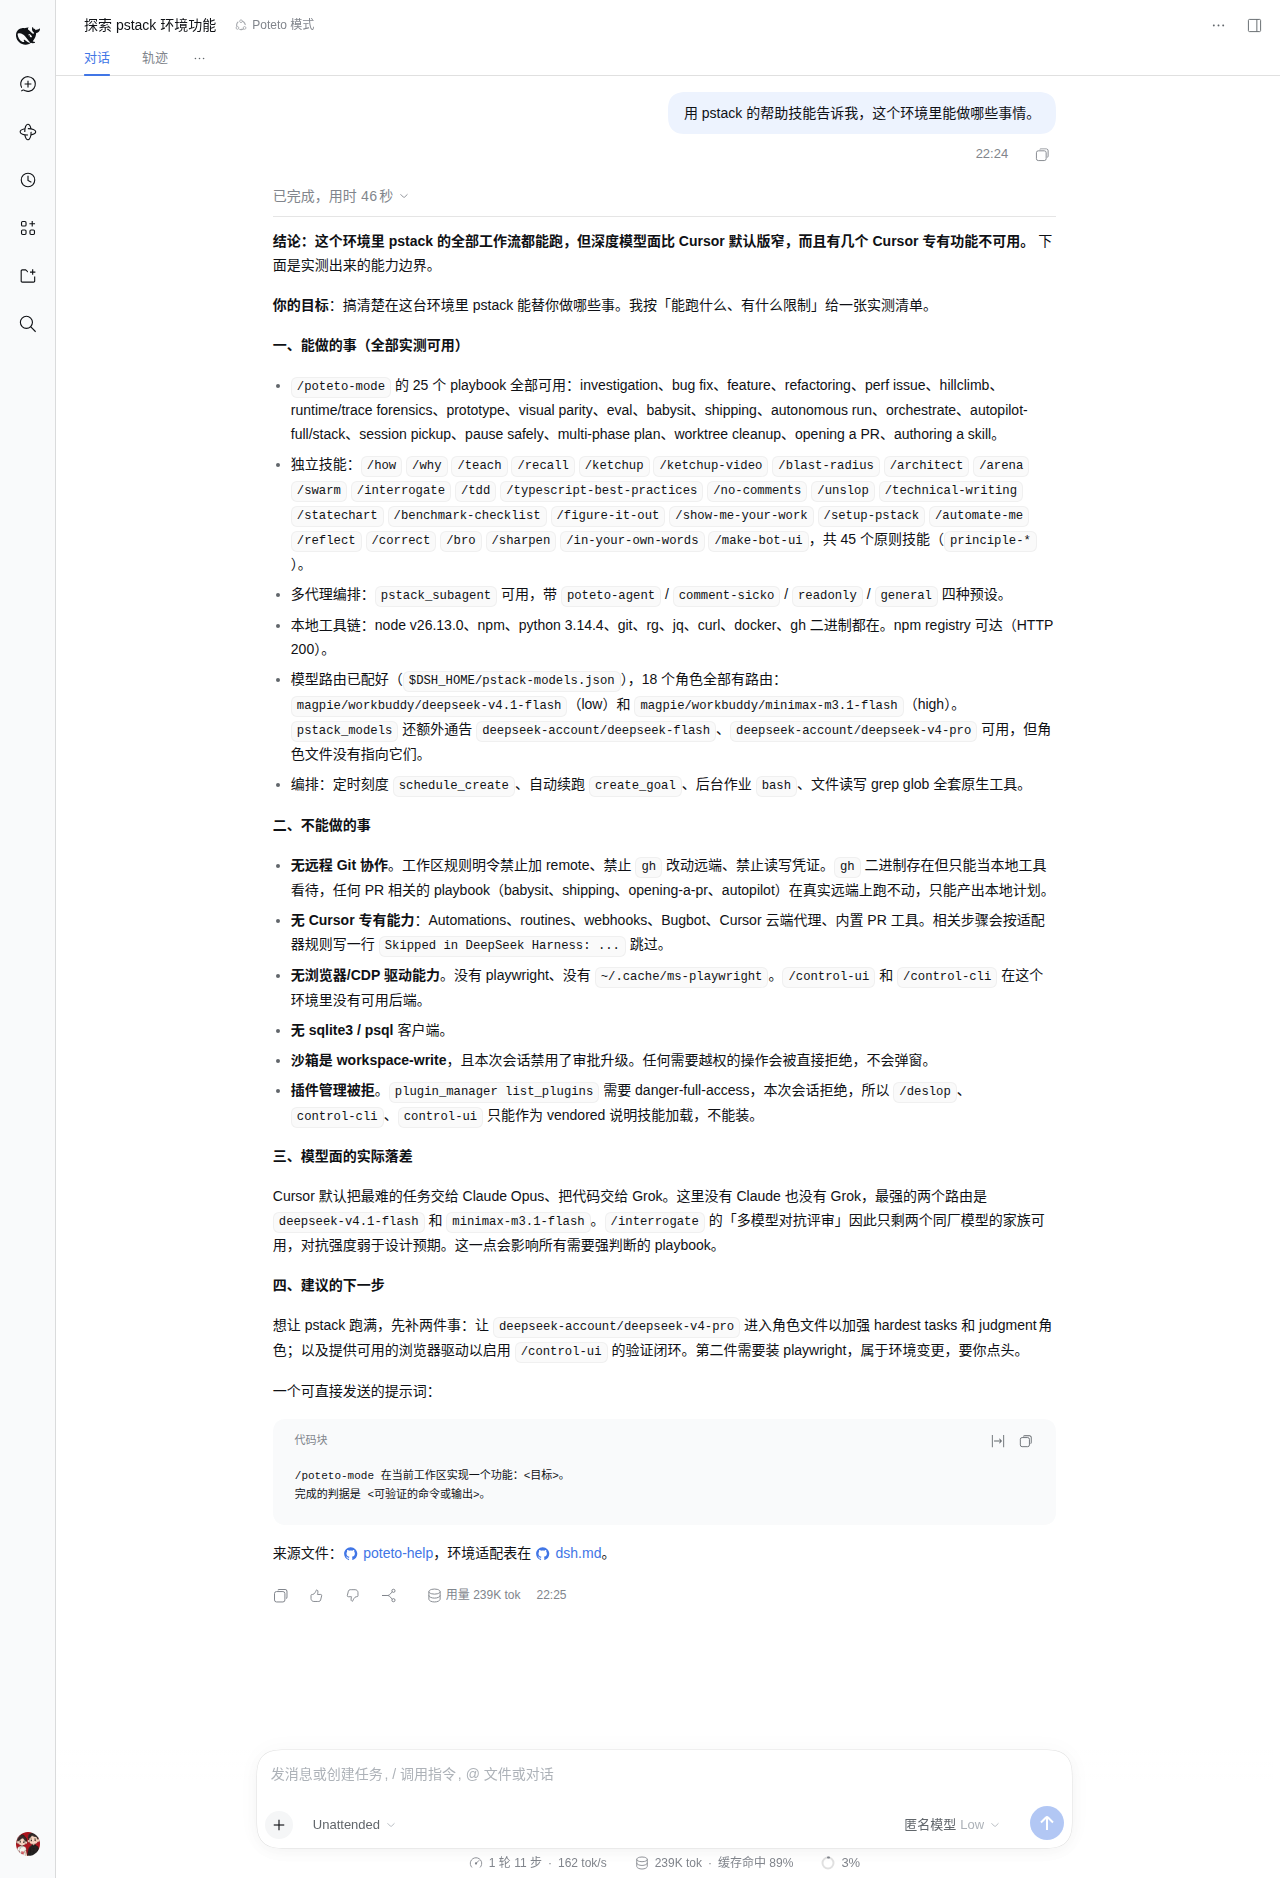 探索 pstack 环境功能
Poteto 模式
对话
轨迹
用 pstack 的帮助技能告诉我，这个环境里能做哪些事情。
22:24
已完成，用时 46 秒
结论：这个环境里 pstack 的全部工作流都能跑，但深度模型面比 Cursor 默认版窄，而且有几个 Cursor 专有功能不可用。 下
面是实测出来的能力边界。
你的目标：搞清楚在这台环境里 pstack 能替你做哪些事。我按「能跑什么、有什么限制」给一张实测清单。
一、能做的事（全部实测可用）
/poteto-mode 的 25 个 playbook 全部可用：investigation、bug fix、feature、refactoring、perf issue、hillclimb、
runtime/trace forensics、prototype、visual parity、eval、babysit、shipping、autonomous run、orchestrate、autopilot-
full/stack、session pickup、pause safely、multi-phase plan、worktree cleanup、opening a PR、authoring a skill。
独立技能：/how /why /teach /recall /ketchup /ketchup-video /blast-radius /architect /arena
/swarm /interrogate /tdd /typescript-best-practices /no-comments /unslop /technical-writing
/statechart /benchmark-checklist /figure-it-out /show-me-your-work /setup-pstack /automate-me
/reflect /correct /bro /sharpen /in-your-own-words /make-bot-ui，共 45 个原则技能（principle-*
）。
多代理编排：pstack_subagent 可用，带 poteto-agent / comment-sicko / readonly / general 四种预设。
本地工具链：node v26.13.0、npm、python 3.14.4、git、rg、jq、curl、docker、gh 二进制都在。npm registry 可达（HTTP
200）。
模型路由已配好（$DSH_HOME/pstack-models.json），18 个角色全部有路由：
magpie/workbuddy/deepseek-v4.1-flash（low）和 magpie/workbuddy/minimax-m3.1-flash（high）。
pstack_models 还额外通告 deepseek-account/deepseek-flash、deepseek-account/deepseek-v4-pro 可用，但角
色文件没有指向它们。
编排：定时刻度 schedule_create、自动续跑 create_goal、后台作业 bash、文件读写 grep glob 全套原生工具。
二、不能做的事
无远程 Git 协作。工作区规则明令禁止加 remote、禁止 gh 改动远端、禁止读写凭证。gh 二进制存在但只能当本地工具
看待，任何 PR 相关的 playbook（babysit、shipping、opening-a-pr、autopilot）在真实远端上跑不动，只能产出本地计划。
无 Cursor 专有能力：Automations、routines、webhooks、Bugbot、Cursor 云端代理、内置 PR 工具。相关步骤会按适配
器规则写一行 Skipped in DeepSeek Harness: ... 跳过。
无浏览器/CDP 驱动能力。没有 playwright、没有 ~/.cache/ms-playwright。/control-ui 和 /control-cli 在这个
环境里没有可用后端。
无 sqlite3 / psql 客户端。
沙箱是 workspace-write，且本次会话禁用了审批升级。任何需要越权的操作会被直接拒绝，不会弹窗。
插件管理被拒。plugin_manager list_plugins 需要 danger-full-access，本次会话拒绝，所以 /deslop、
control-cli、control-ui 只能作为 vendored 说明技能加载，不能装。
三、模型面的实际落差
Cursor 默认把最难的任务交给 Claude Opus、把代码交给 Grok。这里没有 Claude 也没有 Grok，最强的两个路由是
deepseek-v4.1-flash 和 minimax-m3.1-flash。/interrogate 的「多模型对抗评审」因此只剩两个同厂模型的家族可
用，对抗强度弱于设计预期。这一点会影响所有需要强判断的 playbook。
四、建议的下一步
想让 pstack 跑满，先补两件事：让 deepseek-account/deepseek-v4-pro 进入角色文件以加强 hardest tasks 和 judgment 角
色；以及提供可用的浏览器驱动以启用 /control-ui 的验证闭环。第二件需要装 playwright，属于环境变更，要你点头。
一个可直接发送的提示词：
代码块
/poteto-mode 在当前工作区实现一个功能：<目标>。
完成的判据是 <可验证的命令或输出>。
来源文件：poteto-help，环境适配表在 dsh.md。
用量 239K tok 22:25
发消息或创建任务, / 调用指令, @ 文件或对话
Unattended
匿名模型 Low
1 轮 11 步 · 162 tok/s 239K tok · 缓存命中 89% 3%